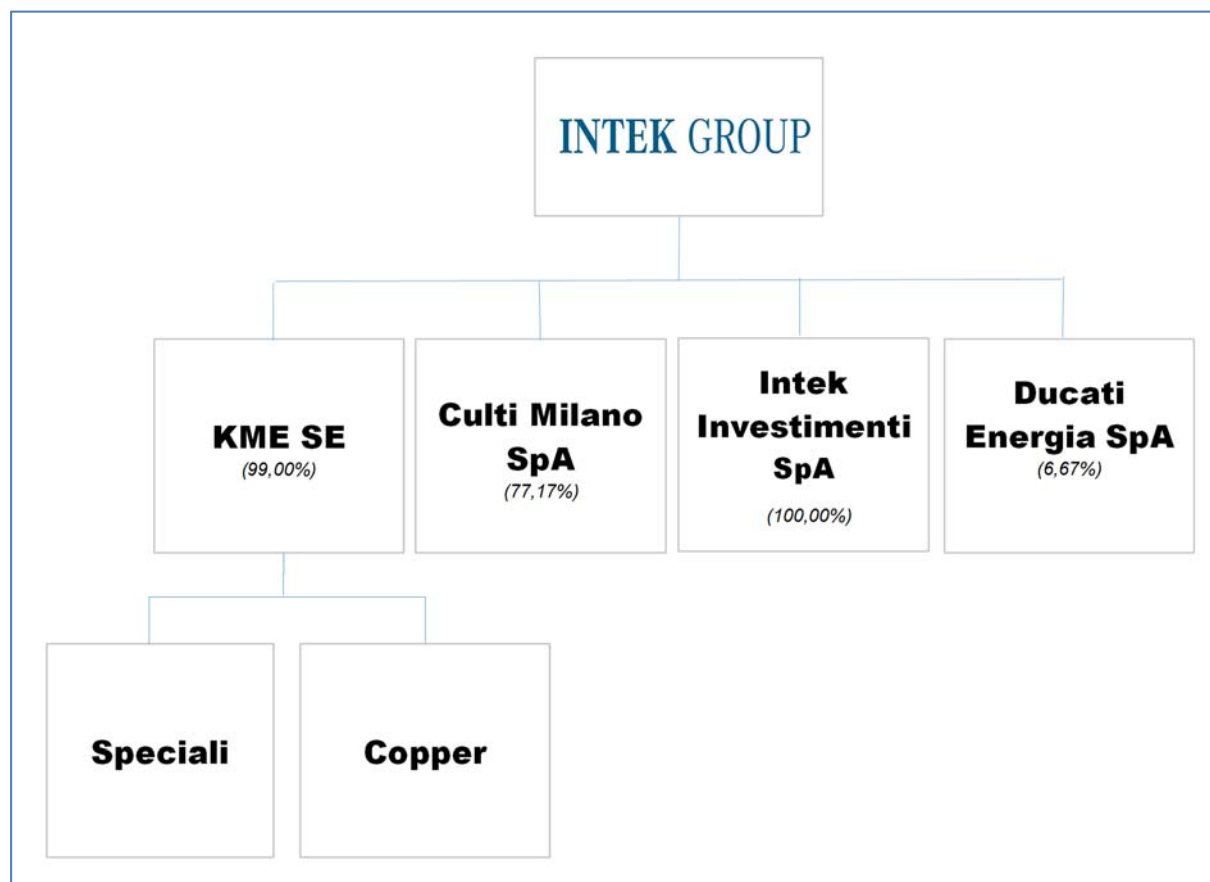 INTEK GROUP
KME SE
(99,00%)
Culti Milano
SpA
(77,17%)
Intek
Investimenti
SpA
(100,00%)
Ducati
Energia SpA
(6,67%)
Speciali
Copper